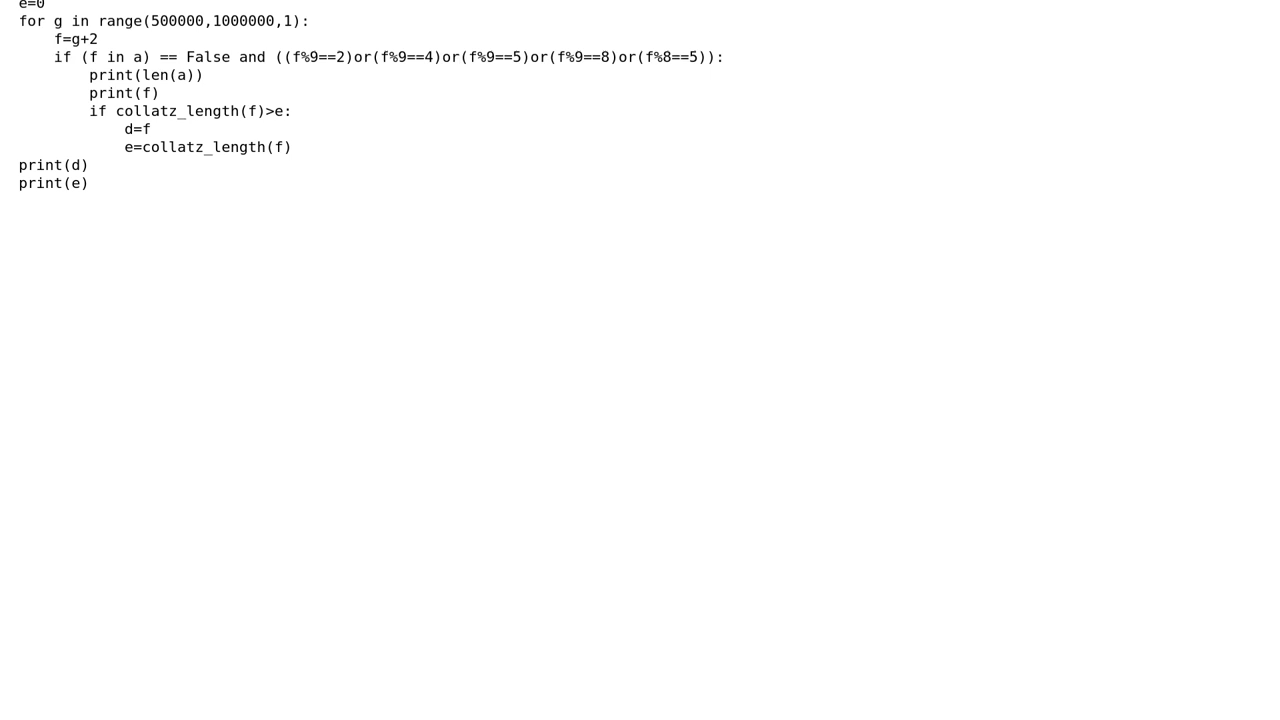 e=0
for g in range(500000,1000000,1):
    f=g+2
    if (f in a) == False and ((f%9==2)or(f%9==4)or(f%9==5)or(f%9==8)or(f%8==5)):
        print(len(a))
        print(f)
        if collatz_length(f)>e:
            d=f
            e=collatz_length(f)
print(d)
print(e)